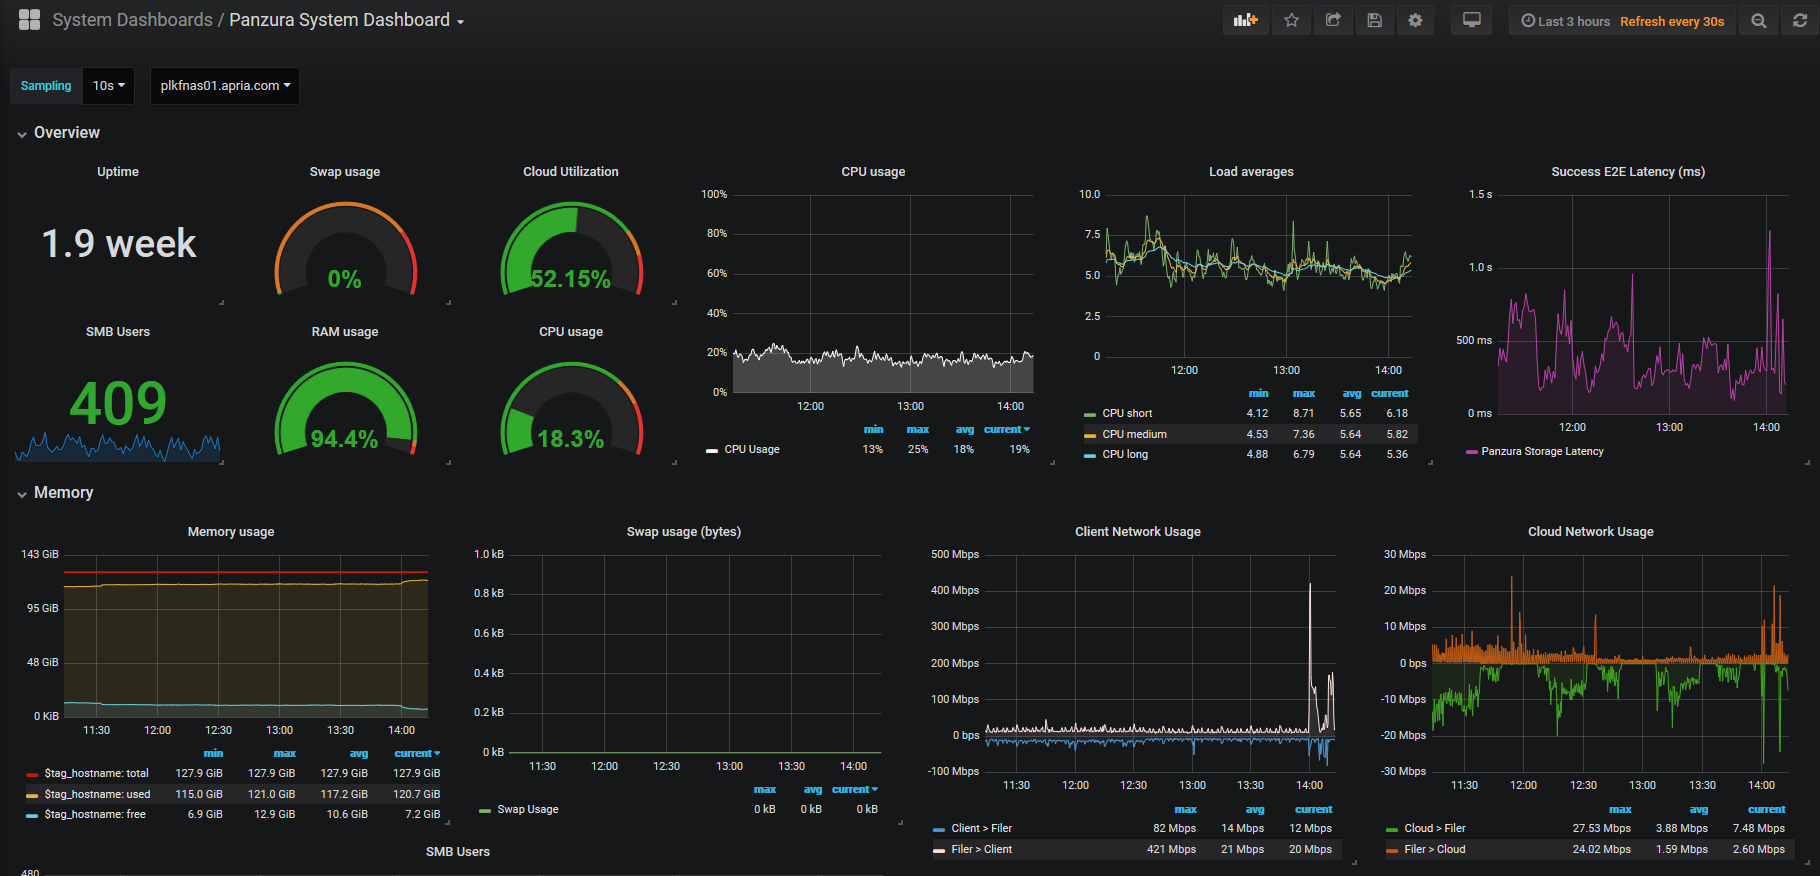 System Dashboards / Panzura System Dashboard
Last 3 hours Refresh every 30s
Sampling 10s plkfnas01.apria.com
Overview
Uptime
1.9 week
Swap usage
0%
Cloud Utilization
52.15%
SMB Users
409
RAM usage
94.4%
CPU usage
18.3%
CPU usage
100%
80%
60%
40%
20%
0%
12:00 13:00 14:00
min max avg current
CPU Usage 13% 25% 18% 19%
Load averages
10.0
7.5
5.0
2.5
0
12:00 13:00 14:00
min max avg current
CPU short 4.12 8.71 5.65 6.18
CPU medium 4.53 7.36 5.64 5.82
CPU long 4.88 6.79 5.64 5.36
Success E2E Latency (ms)
1.5 s
1.0 s
500 ms
0 ms
12:00 13:00 14:00
Panzura Storage Latency
Memory
Memory usage
143 GiB
95 GiB
48 GiB
0 KiB
11:30 12:00 12:30 13:00 13:30 14:00
min max avg current
$tag_hostname: total 127.9 GiB 127.9 GiB 127.9 GiB 127.9 GiB
$tag_hostname: used 115.0 GiB 121.0 GiB 117.2 GiB 120.7 GiB
$tag_hostname: free 6.9 GiB 12.9 GiB 10.6 GiB 7.2 GiB
Swap usage (bytes)
1.0 kB
0.8 kB
0.6 kB
0.4 kB
0.2 kB
0 kB
11:30 12:00 12:30 13:00 13:30 14:00
max avg current
Swap Usage 0 kB 0 kB 0 kB
Client Network Usage
500 Mbps
400 Mbps
300 Mbps
200 Mbps
100 Mbps
0 bps
-100 Mbps
11:30 12:00 12:30 13:00 13:30 14:00
max avg current
Client > Filer 82 Mbps 14 Mbps 12 Mbps
Filer > Client 421 Mbps 21 Mbps 20 Mbps
Cloud Network Usage
30 Mbps
20 Mbps
10 Mbps
0 bps
-10 Mbps
-20 Mbps
-30 Mbps
11:30 12:00 12:30 13:00 13:30 14:00
max avg current
Cloud > Filer 27.53 Mbps 3.88 Mbps 7.48 Mbps
Filer > Cloud 24.02 Mbps 1.59 Mbps 2.60 Mbps
SMB Users
480